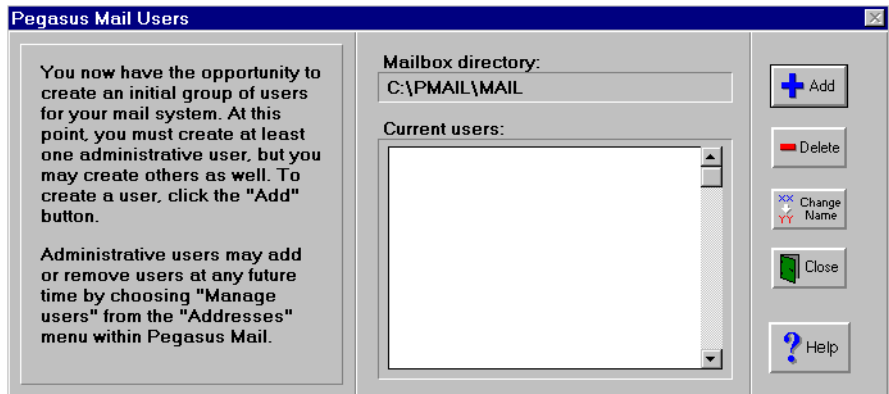 Pegasus Mail Users
You now have the opportunity to
create an initial group of users
for your mail system. At this
point, you must create at least
one administrative user, but you
may create others as well. To
create a user, click the "Add"
button.
Administrative users may add
or remove users at any future
time by choosing "Manage
users" from the "Addresses"
menu within Pegasus Mail.
Mailbox directory:
C:\PMAIL\MAIL
Current users:
Add
Delete
XX Change
YY Name
Close
? Help